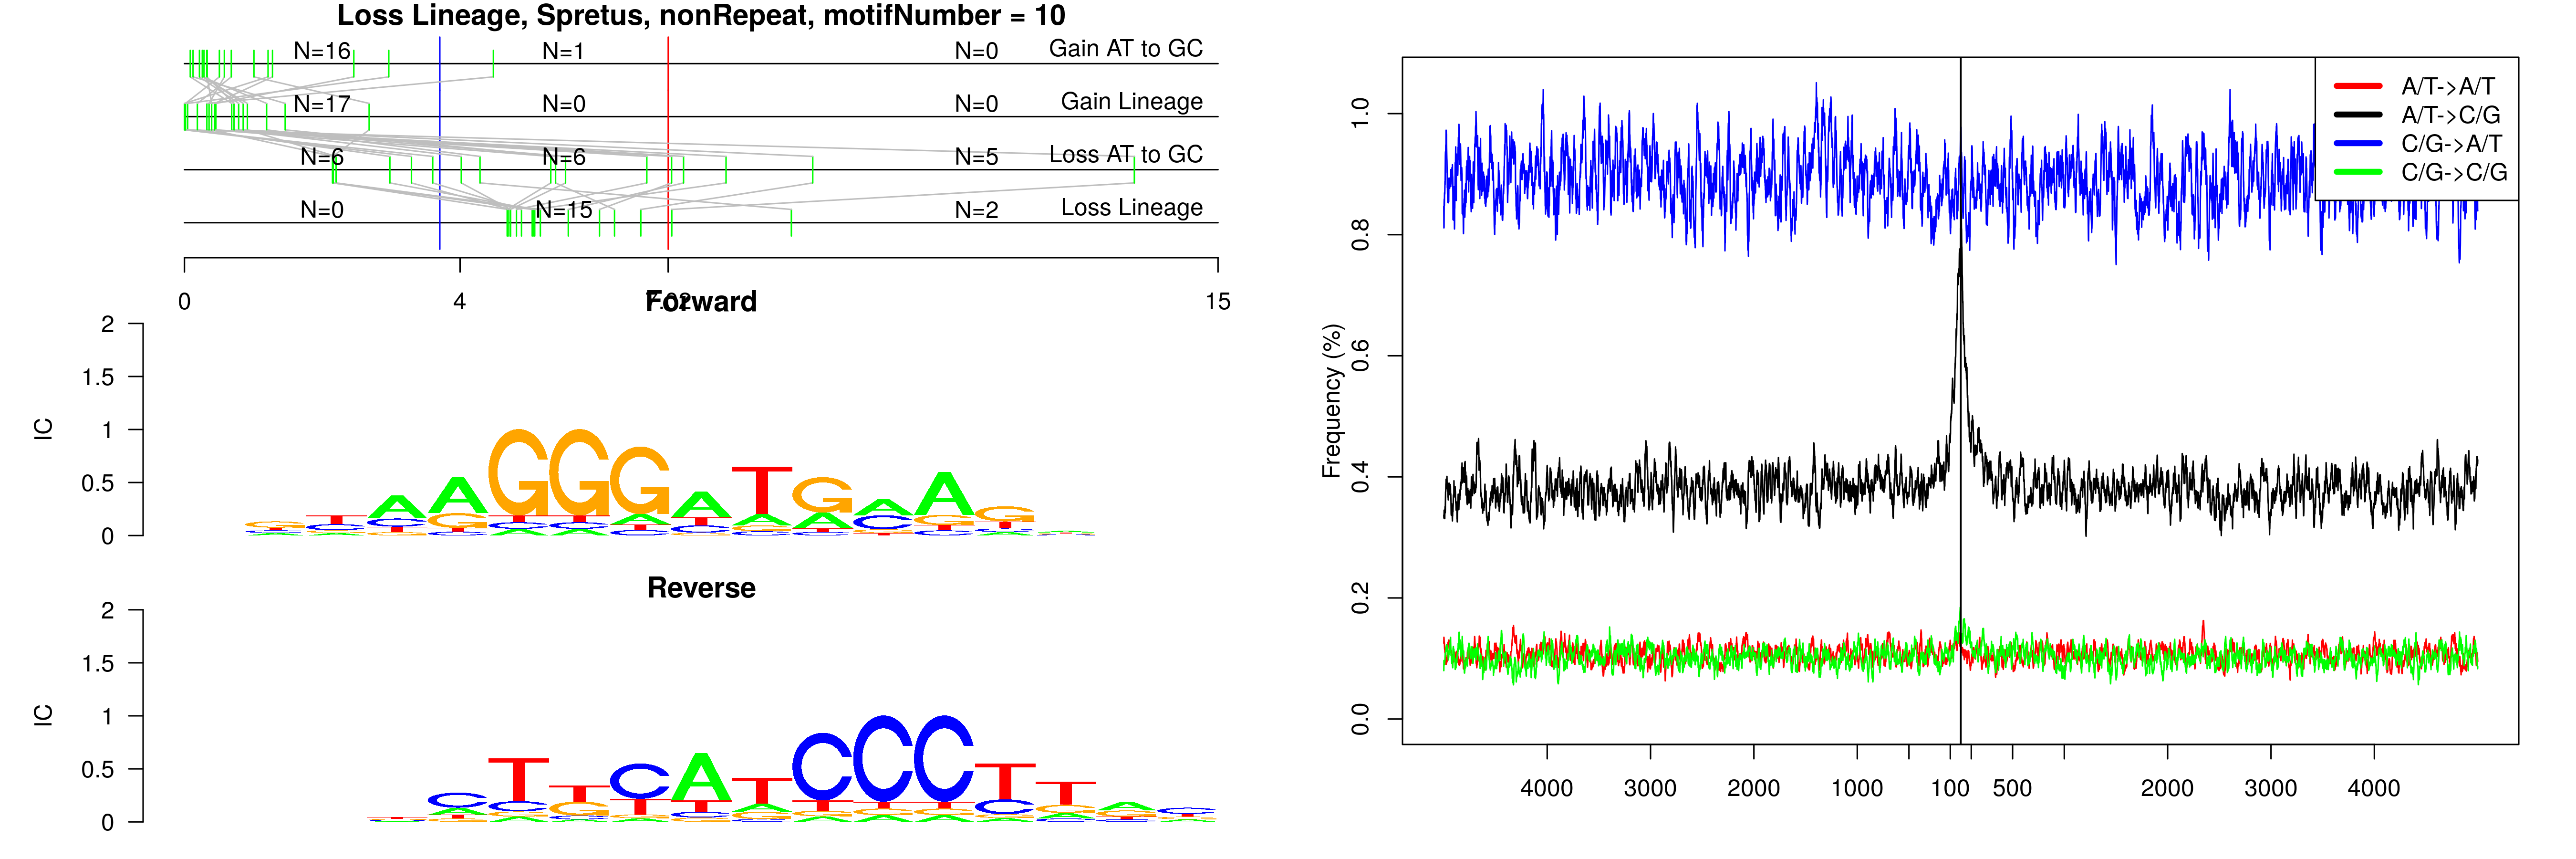 Loss Lineage, Spretus, nonRepeat, motifNumber = 10
N=16 N=1 N=0 Gain AT to GC
N=17 N=0 N=0 Gain Lineage
N=6 N=6 N=5 Loss AT to GC
N=0 N=15 N=2 Loss Lineage
0 4 7.02 15
Forward
2
1.5
1
0.5
0
IC
Reverse
2
1.5
1
0.5
0
IC
A/T->A/T
A/T->C/G
C/G->A/T
C/G->C/G
Frequency (%)
1.0
0.8
0.6
0.4
0.2
0.0
4000 3000 2000 1000 100 500 2000 3000 4000